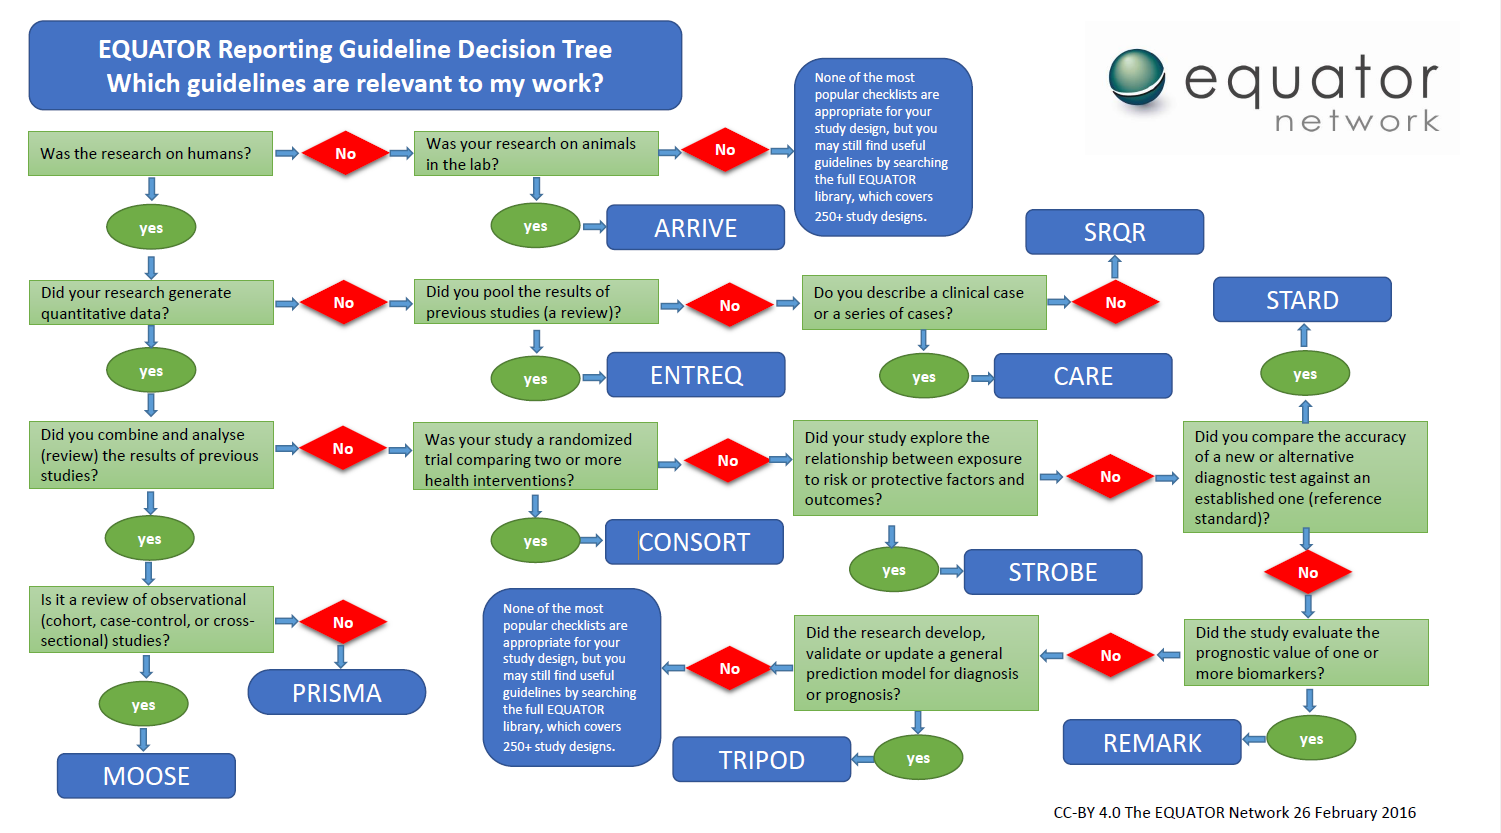 EQUATOR Reporting Guideline Decision Tree
Which guidelines are relevant to my work?
equator
network
None of the most
popular checklists are
appropriate for your
study design, but you
may still find useful
guidelines by searching
the full EQUATOR
library, which covers
250+ study designs.
Was the research on humans?
No
Was your research on animals
in the lab?
No
yes
yes
ARRIVE
SRQR
Did your research generate
quantitative data?
No
Did you pool the results of
previous studies (a review)?
No
Do you describe a clinical case
or a series of cases?
No
STARD
yes
yes
ENTREQ
yes
CARE
yes
Did you combine and analyse
(review) the results of previous
studies?
No
Was your study a randomized
trial comparing two or more
health interventions?
No
Did your study explore the
relationship between exposure
to risk or protective factors and
outcomes?
No
Did you compare the accuracy
of a new or alternative
diagnostic test against an
established one (reference
standard)?
yes
yes
CONSORT
yes
STROBE
No
Is it a review of observational
(cohort, case-control, or cross-
sectional) studies?
No
None of the most
popular checklists are
appropriate for your
study design, but you
may still find useful
guidelines by searching
the full EQUATOR
library, which covers
250+ study designs.
No
Did the research develop,
validate or update a general
prediction model for diagnosis
or prognosis?
No
Did the study evaluate the
prognostic value of one or
more biomarkers?
PRISMA
yes
MOOSE
TRIPOD
yes
REMARK
yes
CC-BY 4.0 The EQUATOR Network 26 February 2016